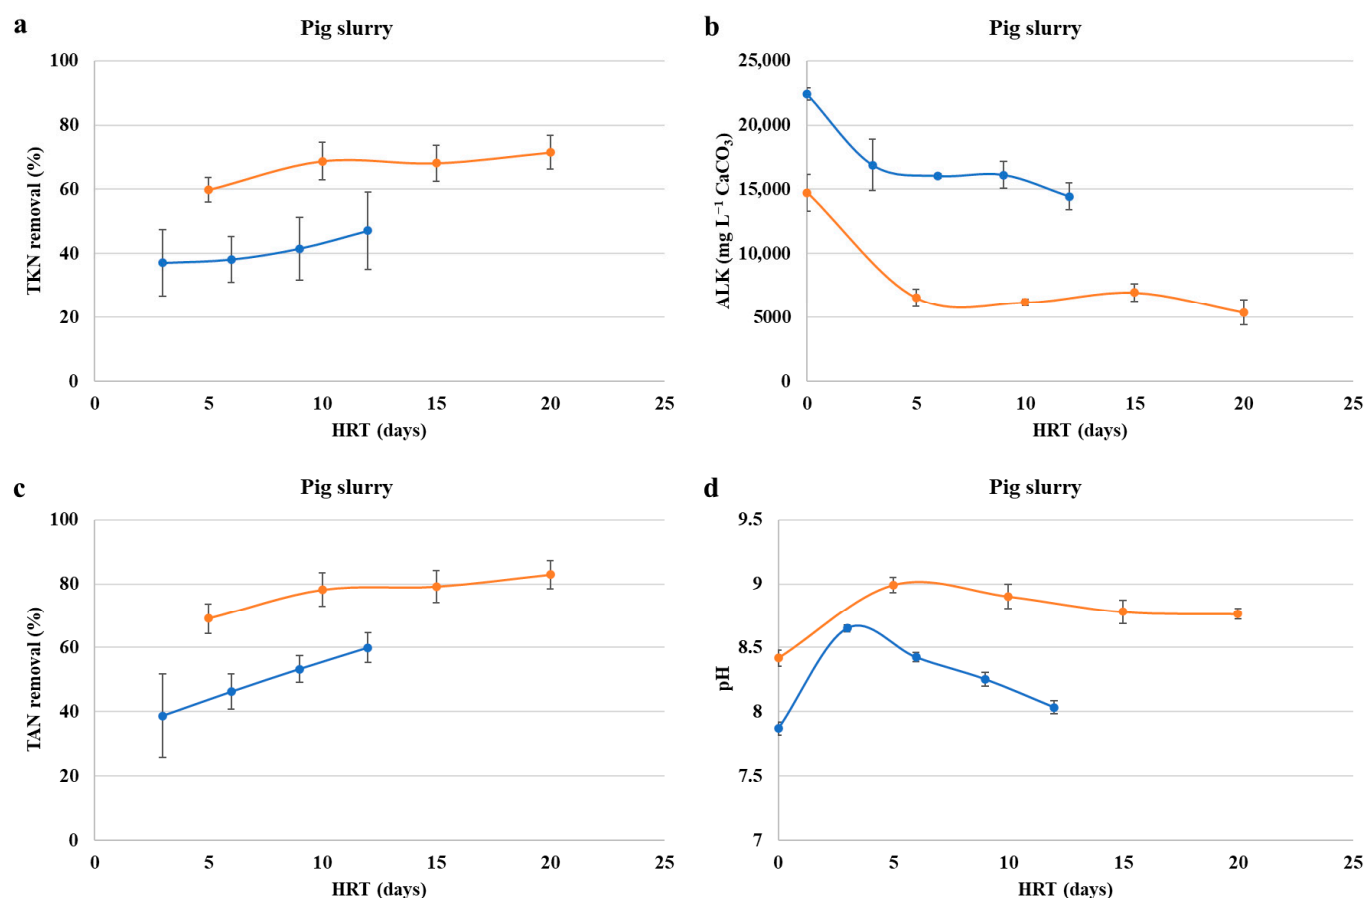 a
Pig slurry
100
80
60
40
20
0
TKN removal (%)
0 5 10 15 20 25
HRT (days)
b
Pig slurry
25,000
20,000
15,000
10,000
5000
0
ALK (mg L⁻¹ CaCO₃)
0 5 10 15 20 25
HRT (days)
c
Pig slurry
100
80
60
40
20
0
TAN removal (%)
0 5 10 15 20 25
HRT (days)
d
Pig slurry
9.5
9
8.5
8
7.5
7
pH
0 5 10 15 20 25
HRT (days)